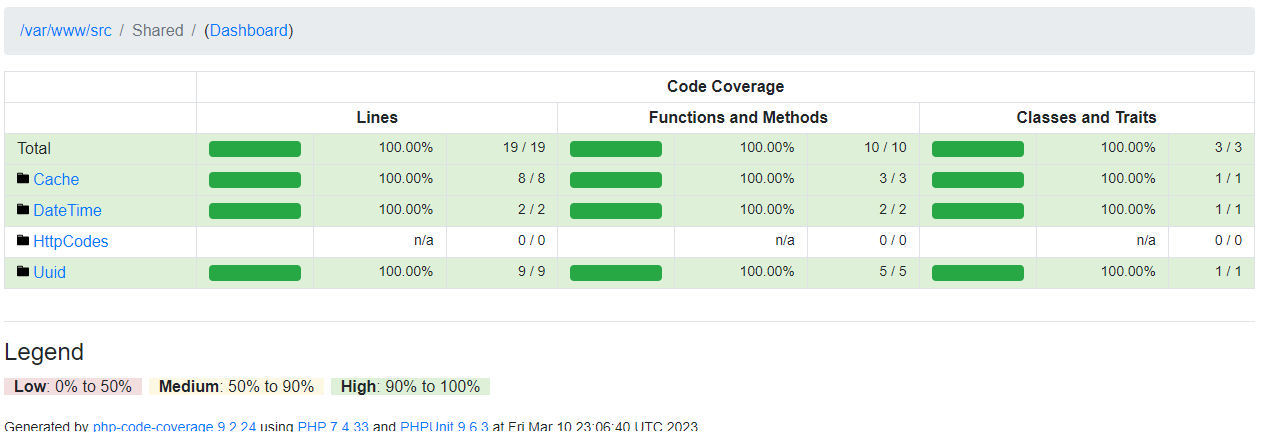 /var/www/src / Shared / (Dashboard)
Code Coverage
Lines Functions and Methods Classes and Traits
Total 100.00% 19 / 19 100.00% 10 / 10 100.00% 3 / 3
Cache 100.00% 8 / 8 100.00% 3 / 3 100.00% 1 / 1
DateTime 100.00% 2 / 2 100.00% 2 / 2 100.00% 1 / 1
HttpCodes n/a 0 / 0 n/a 0 / 0 n/a 0 / 0
Uuid 100.00% 9 / 9 100.00% 5 / 5 100.00% 1 / 1
Legend
Low: 0% to 50% Medium: 50% to 90% High: 90% to 100%
Generated by php-code-coverage 9.2.24 using PHP 7.4.33 and PHPUnit 9.6.3 at Fri Mar 10 23:06:40 UTC 2023